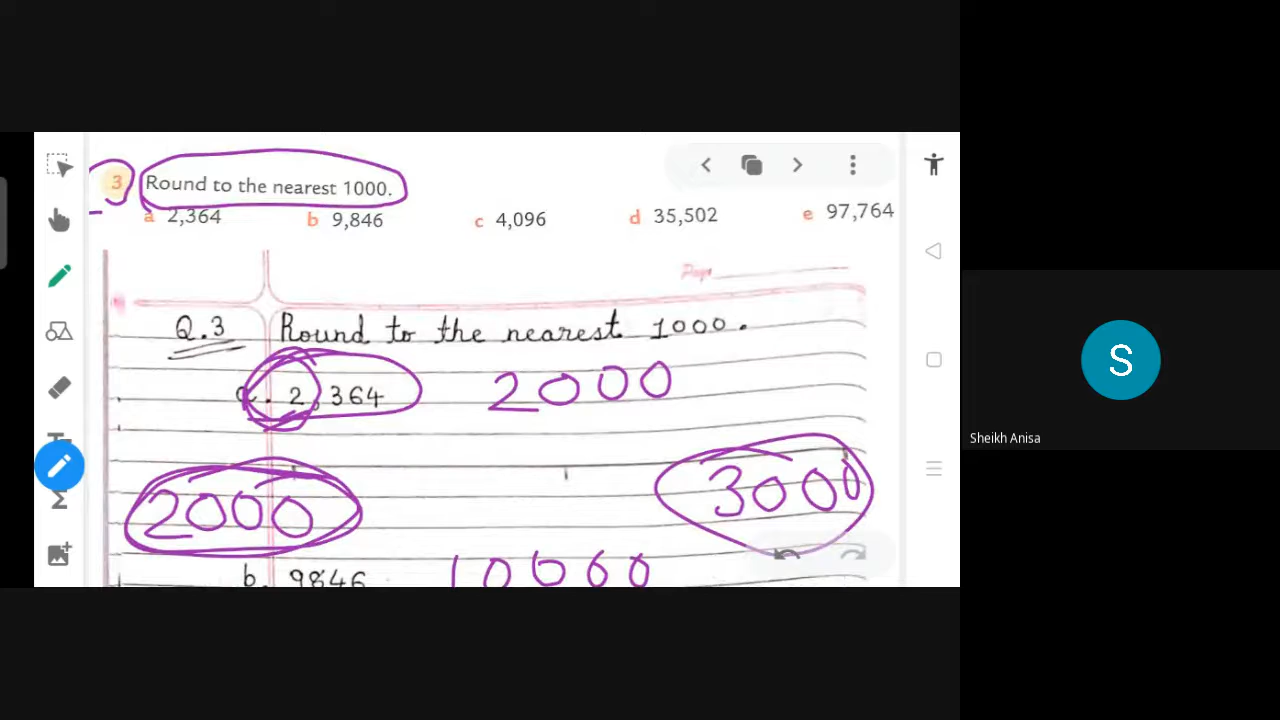 3 Round to the nearest 1000.
a 2,364 b 9,846 c 4,096 d 35,502 e 97,764
Page
Q.3 Round to the nearest 1000.
a. 2,364 2000
2000 3000
b. 9846 10000
S
Sheikh Anisa